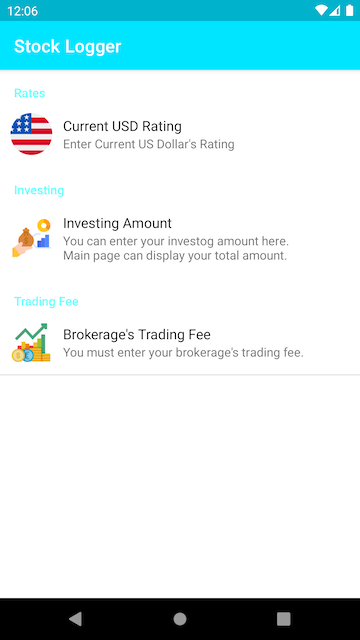 12:06
Stock Logger
Rates
Current USD Rating
Enter Current US Dollar's Rating
Investing
Investing Amount
You can enter your investog amount here.
Main page can display your total amount.
Trading Fee
Brokerage's Trading Fee
You must enter your brokerage's trading fee.